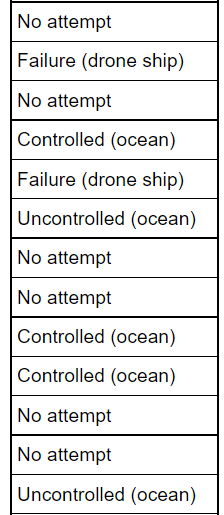 No attempt
Failure (drone ship)
No attempt
Controlled (ocean)
Failure (drone ship)
Uncontrolled (ocean)
No attempt
No attempt
Controlled (ocean)
Controlled (ocean)
No attempt
No attempt
Uncontrolled (ocean)